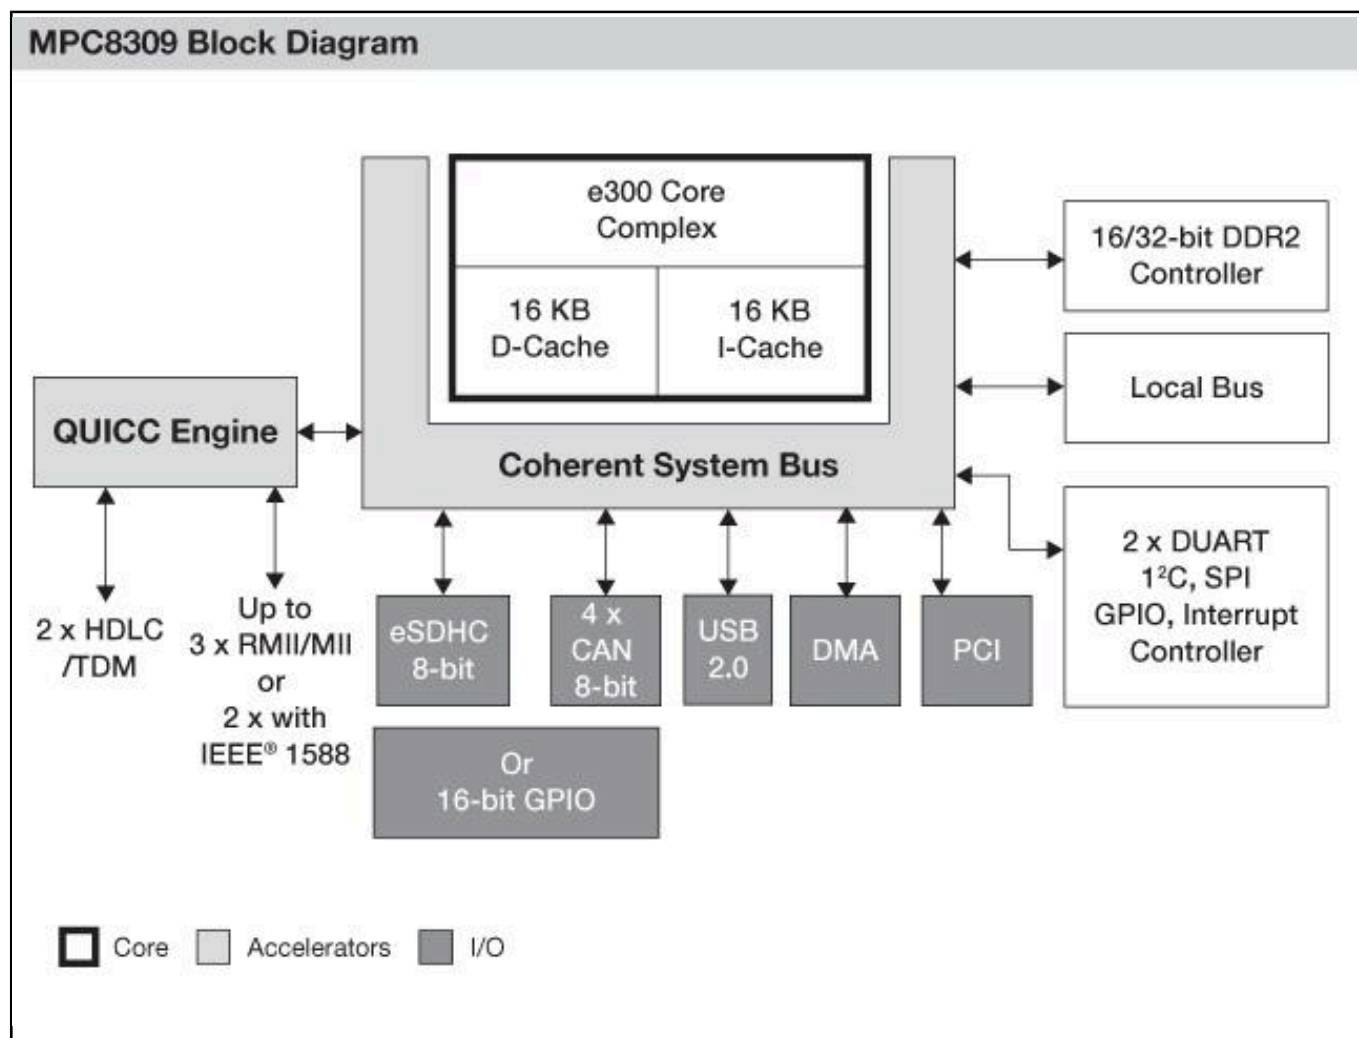 MPC8309 Block Diagram
e300 Core
Complex
16 KB
D-Cache
16 KB
I-Cache
16/32-bit DDR2
Controller
Local Bus
QUICC Engine
Coherent System Bus
2 x DUART
1²C, SPI
GPIO, Interrupt
Controller
2 x HDLC
/TDM
Up to
3 x RMII/MII
or
2 x with
IEEE® 1588
eSDHC
8-bit
4 x
CAN
8-bit
USB
2.0
DMA
PCI
Or
16-bit GPIO
Core
Accelerators
I/O